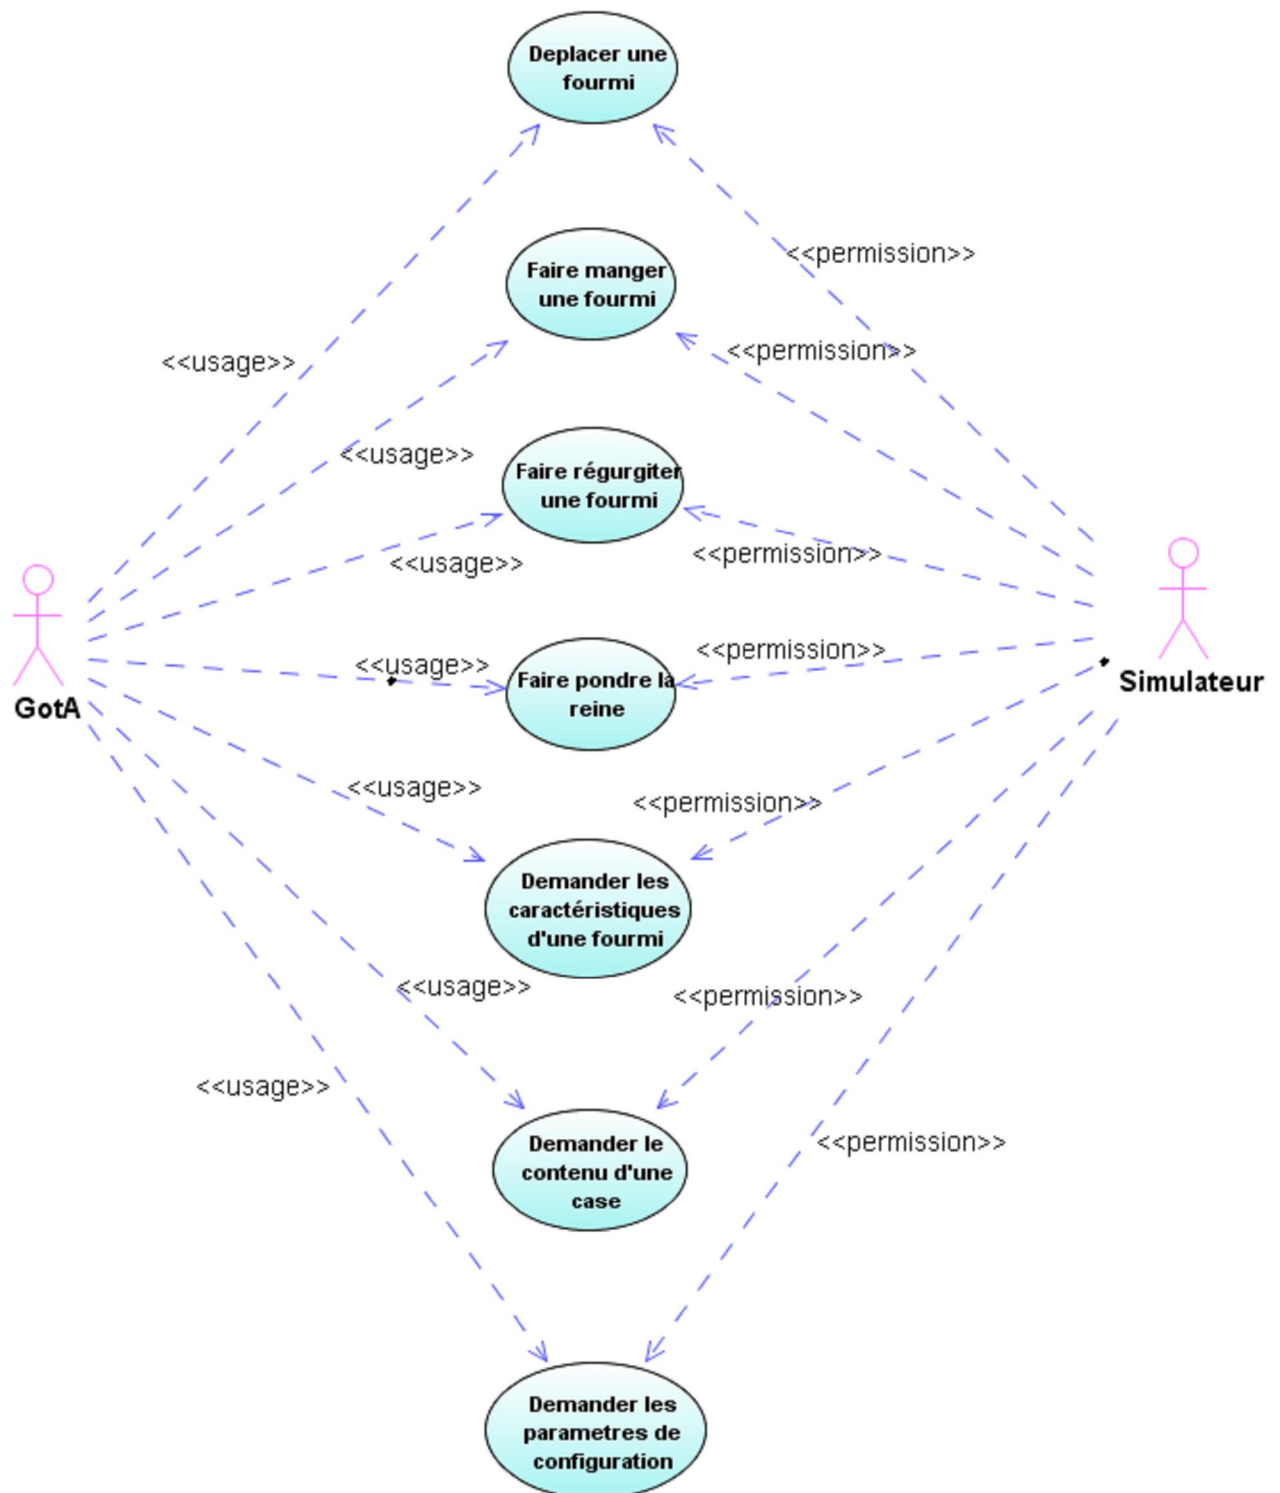 Deplacer une
fourmi
<<permission>>
Faire manger
une fourmi
<<permission>>
<<usage>>
<<usage>>
Faire régurgiter
une fourmi
<<permission>>
<<usage>>
<<permission>>
<<usage>>
Faire pondre la
reine
GotA
Simulateur
<<usage>>
<<permission>>
Demander les
caractéristiques
d'une fourmi
<<usage>>
<<permission>>
<<usage>>
<<permission>>
Demander le
contenu d'une
case
Demander les
parametres de
configuration